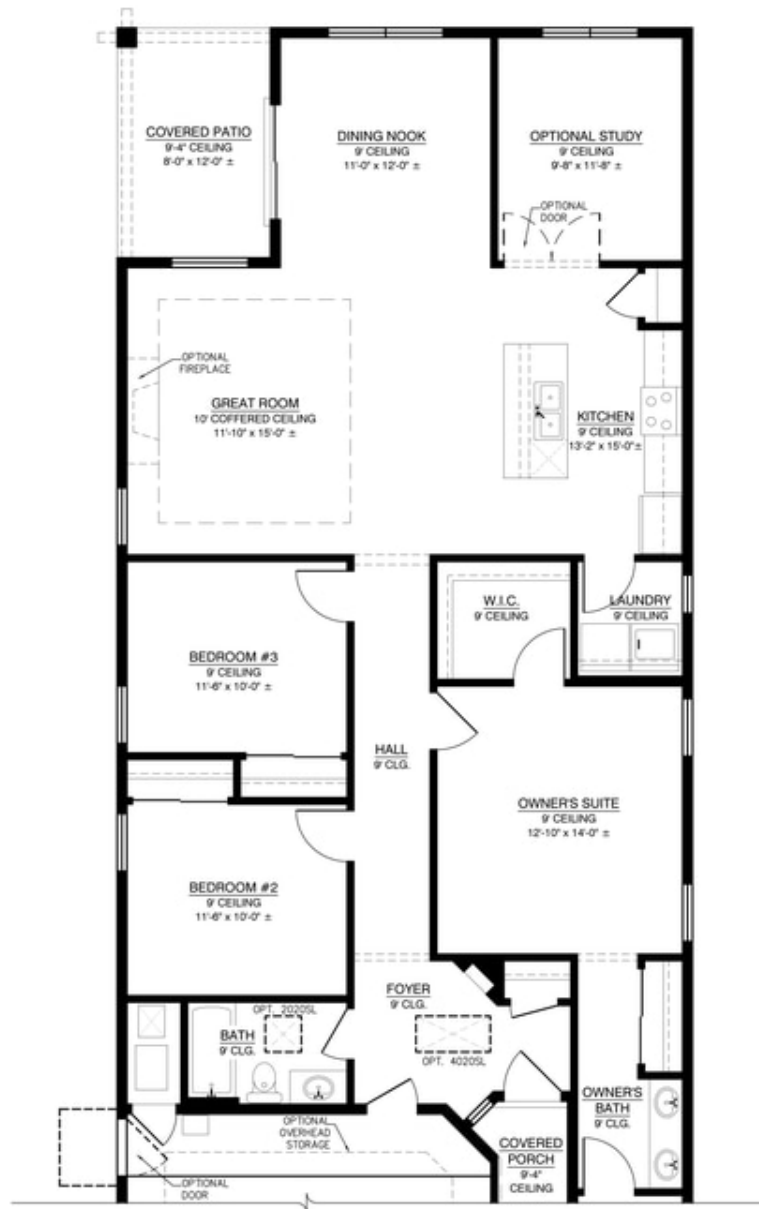 COVERED PATIO
9'-4" CEILING
8'-0" x 12'-0" ±
DINING NOOK
9' CEILING
11'-0" x 12'-0" ±
OPTIONAL STUDY
9' CEILING
9'-8" x 11'-8" ±
OPTIONAL
DOOR
OPTIONAL
FIREPLACE
GREAT ROOM
10' COFFERED CEILING
11'-10" x 15'-0" ±
KITCHEN
9' CEILING
13'-2" x 15'-0"±
W.I.C.
9' CEILING
LAUNDRY
9' CEILING
BEDROOM #3
9' CEILING
11'-6" x 10'-0" ±
HALL
9' CLG.
OWNER'S SUITE
9' CEILING
12'-10" x 14'-0" ±
BEDROOM #2
9' CEILING
11'-6" x 10'-0" ±
FOYER
9' CLG.
OPT. 2020SL
BATH
9' CLG.
OPT. 4020SL
OWNER'S
BATH
9' CLG.
OPTIONAL
OVERHEAD
STORAGE
COVERED
PORCH
9'-4"
CEILING
OPTIONAL
DOOR